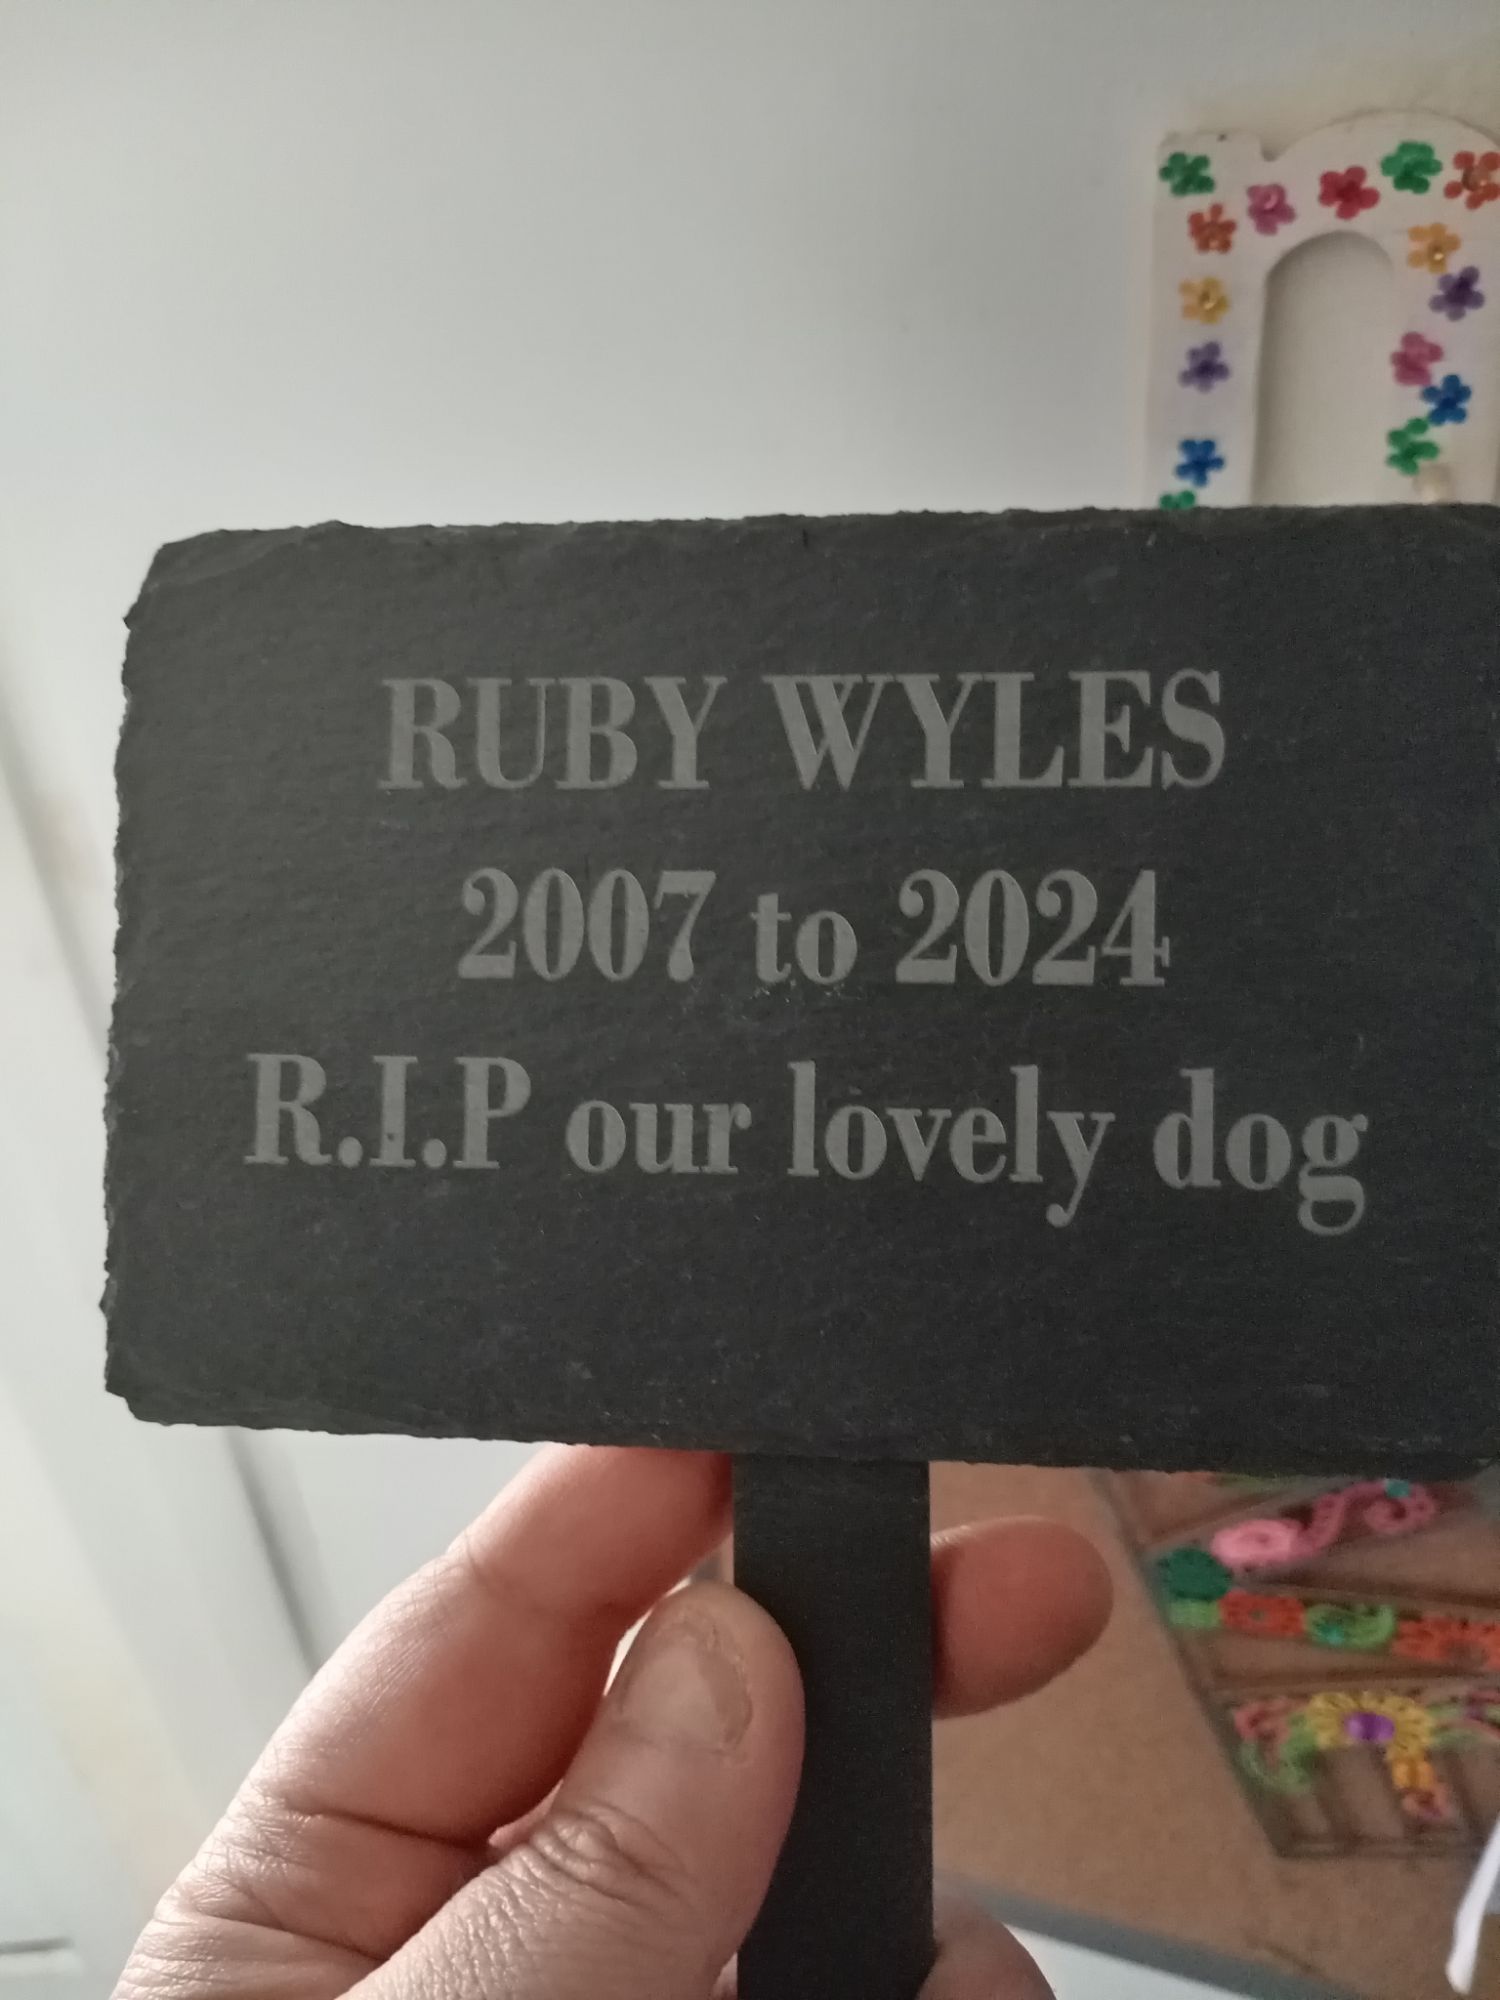 RUBY WYLES
2007 to 2024
R.I.P our lovely dog